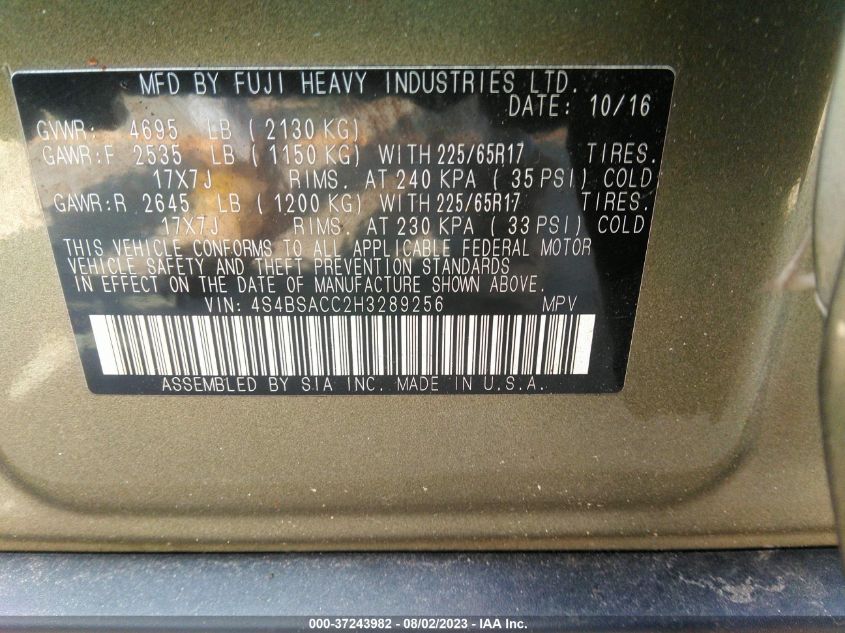 MFD BY FUJI HEAVY INDUSTRIES LTD.
DATE: 10/16
GVWR: 4695 LB ( 2130 KG)
GAWR:F 2535 LB ( 1150 KG) WITH 225/65R17 TIRES.
17X7J RIMS. AT 240 KPA ( 35 PSI) COLD
GAWR:R 2645 LB ( 1200 KG) WITH 225/65R17 TIRES.
17X7J RIMS. AT 230 KPA ( 33 PSI) COLD
THIS VEHICLE CONFORMS TO ALL APPLICABLE FEDERAL MOTOR
VEHICLE SAFETY AND THEFT PREVENTION STANDARDS
IN EFFECT ON THE DATE OF MANUFACTURE SHOWN ABOVE.
VIN: 4S4BSACC2H3289256 MPV
ASSEMBLED BY SIA INC. MADE IN U.S.A.
000-37243982 - 08/02/2023 - IAA Inc.